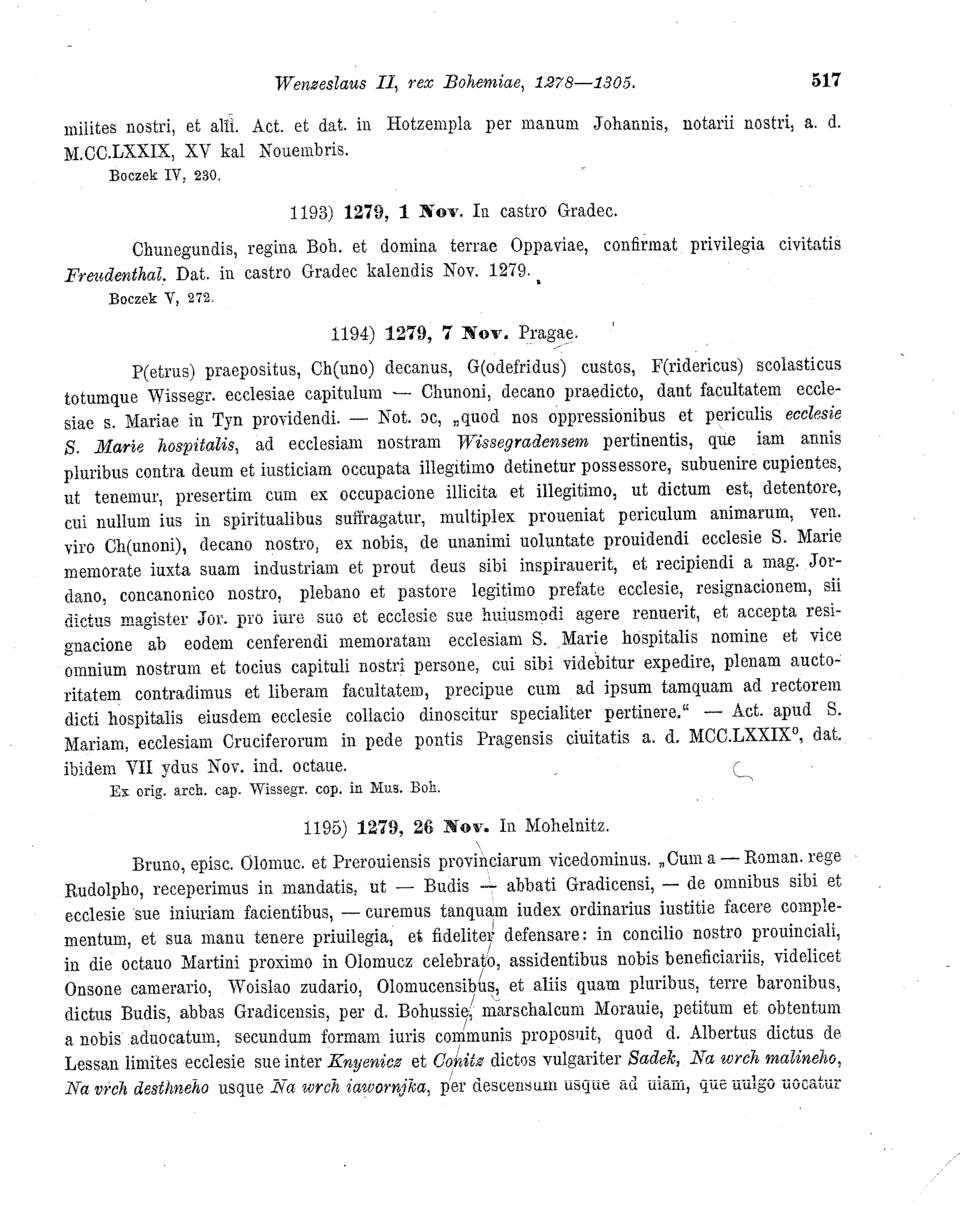 Wenzeslaus II, rex Bohemiae, 1278—1305. 517
milites nostri, et alii. Act. et dat. in Hotzempla per manum Johannis, notarii nostri, a. d.
M.CC.LXXIX, XV kal Nouembris.
Boczek IV, 230.
1193) 1279, 1 Nov. In castro Gradec.
Chunegundis, regina Boh. et domina terrae Oppaviae, confirmat privilegia civitatis
Freudenthal. Dat. in castro Gradec kalendis Nov. 1279.
Boczek V, 272.
1194) 1279, 7 Nov. Pragae.
P(etrus) praepositus, Ch(uno) decanus, G(odefridus) custos, F(ridericus) scolasticus
totumque Wissegr. ecclesiae capitulum — Chunoni, decano praedicto, dant facultatem eccle-
siae s. Mariae in Tyn providendi. — Not. ɔc, „quod nos oppressionibus et periculis ecclesie
S. Marie hospitalis, ad ecclesiam nostram Wissegradensem pertinentis, que iam annis
pluribus contra deum et iusticiam occupata illegitimo detinetur possessore, subuenire cupientes,
ut tenemur, presertim cum ex occupacione illicita et illegitimo, ut dictum est, detentore,
cui nullum ius in spiritualibus suffragatur, multiplex proueniat periculum animarum, ven.
viro Ch(unoni), decano nostro, ex nobis, de unanimi uoluntate prouidendi ecclesie S. Marie
memorate iuxta suam industriam et prout deus sibi inspirauerit, et recipiendi a mag. Jor-
dano, concanonico nostro, plebano et pastore legitimo prefate ecclesie, resignacionem, sii
dictus magister Jor. pro iure suo et ecclesie sue huiusmodi agere renuerit, et accepta resi-
gnacione ab eodem cenferendi memoratam ecclesiam S. Marie hospitalis nomine et vice
omnium nostrum et tocius capituli nostri persone, cui sibi videbitur expedire, plenam aucto-
ritatem contradimus et liberam facultatem, precipue cum ad ipsum tamquam ad rectorem
dicti hospitalis eiusdem ecclesie collacio dinoscitur specialiter pertinere.“ — Act. apud S.
Mariam, ecclesiam Cruciferorum in pede pontis Pragensis ciuitatis a. d. MCC.LXXIX⁰, dat.
ibidem VII ydus Nov. ind. octaue.
Ex orig. arch. cap. Wissegr. cop. in Mus. Boh.
1195) 1279, 26 Nov. In Mohelnitz.
Bruno, episc. Olomuc. et Prerouiensis provinciarum vicedominus. „Cum a — Roman. rege
Rudolpho, receperimus in mandatis, ut — Budis — abbati Gradicensi, — de omnibus sibi et
ecclesie sue iniuriam facientibus, — curemus tanquam iudex ordinarius iustitie facere comple-
mentum, et sua manu tenere priuilegia, et fideliter defensare: in concilio nostro prouinciali,
in die octauo Martini proximo in Olomucz celebrato, assidentibus nobis beneficiariis, videlicet
Onsone camerario, Woislao zudario, Olomucensibus, et aliis quam pluribus, terre baronibus,
dictus Budis, abbas Gradicensis, per d. Bohussie, marschalcum Morauie, petitum et obtentum
a nobis aduocatum, secundum formam iuris communis proposuit, quod d. Albertus dictus de
Lessan limites ecclesie sue inter Knyenicz et Conitz dictos vulgariter Sadek, Na wrch malineho,
Na vrch desthneho usque Na wrch iawornjka, per descensum usque ad uiam, que uulgo uocatur